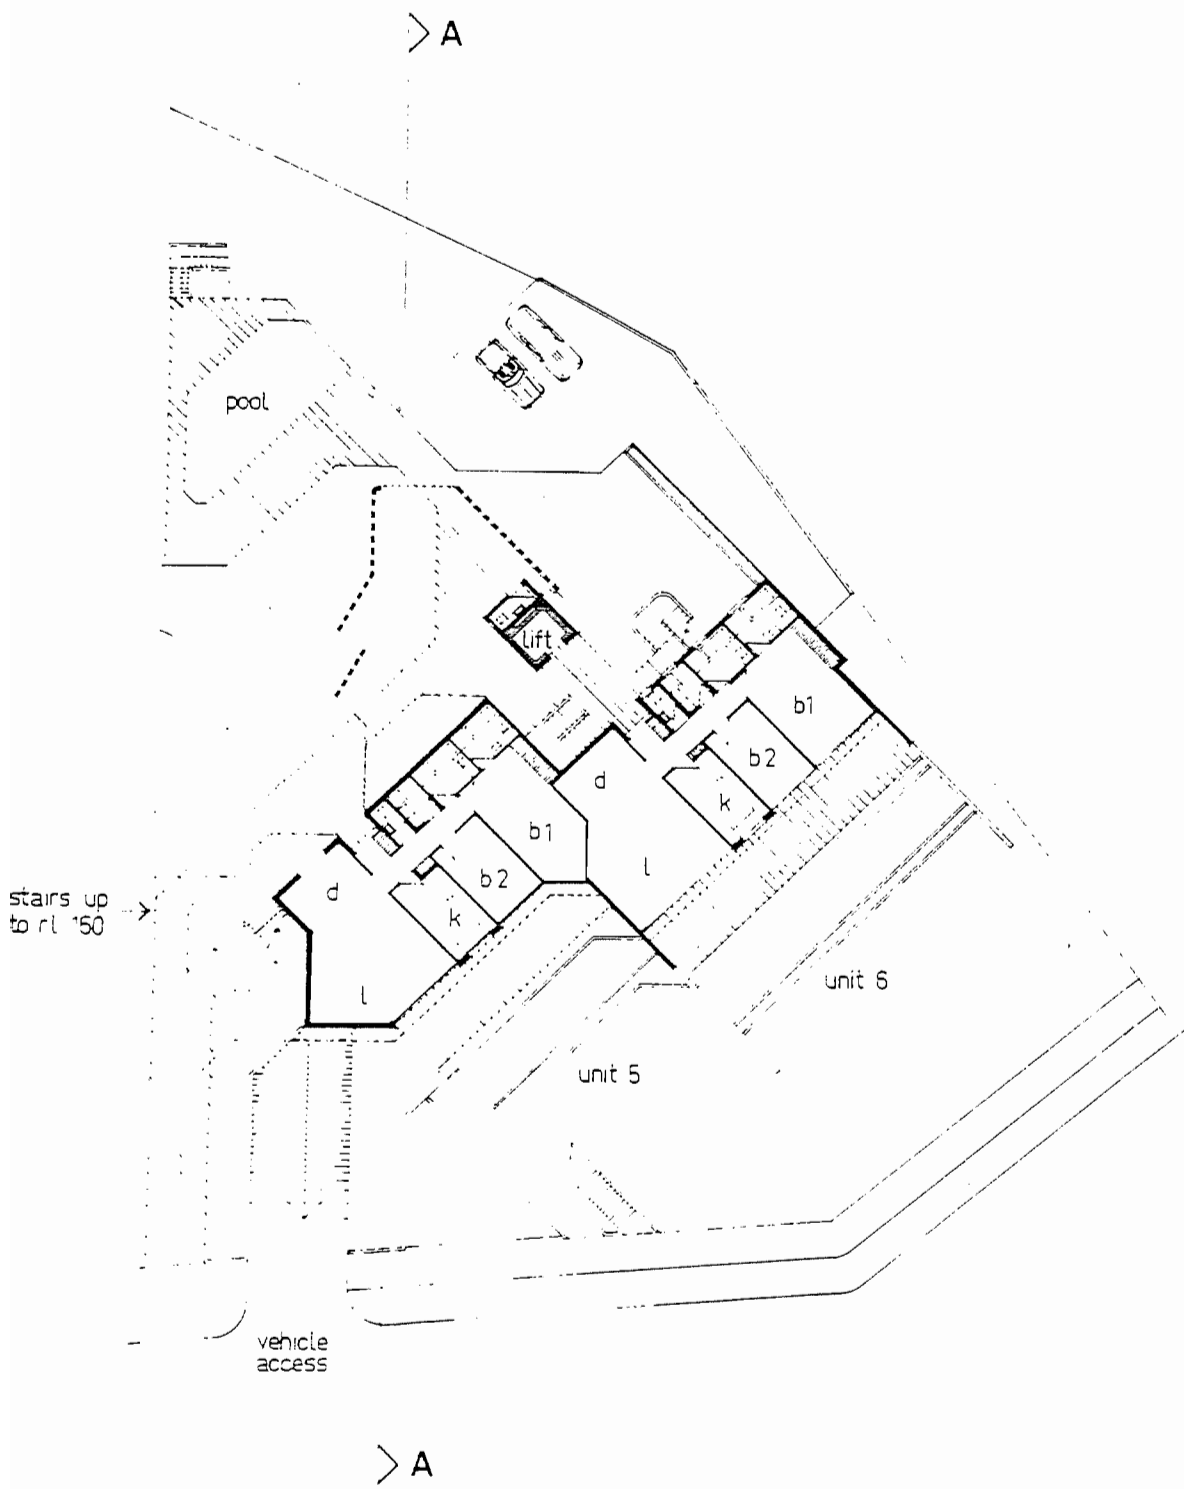 A
pool
lift
b1
b2
d
k
l
b1
b2
d
k
l
stairs up
to rl 150
unit 6
unit 5
vehicle
access
A